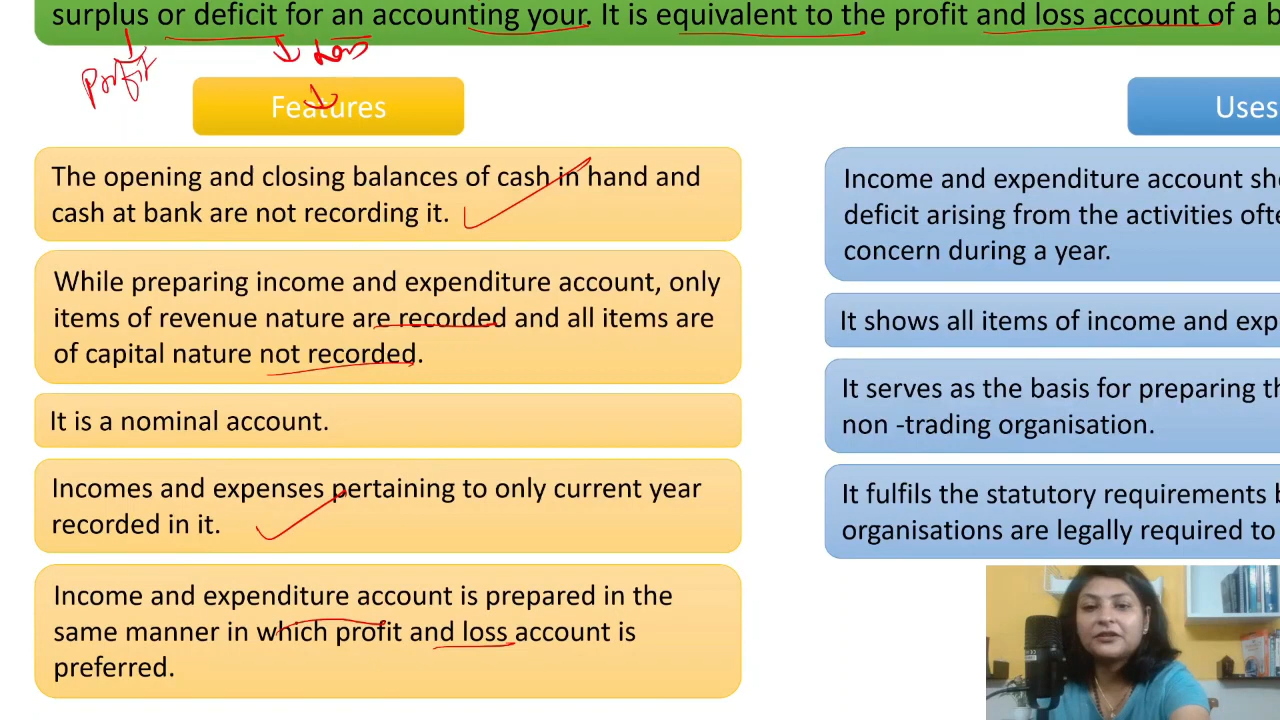 surplus or deficit for an accounting your. It is equivalent to the profit and loss account of a b
Profit
Loss
Features
The opening and closing balances of cash in hand and
cash at bank are not recording it.
While preparing income and expenditure account, only
items of revenue nature are recorded and all items are
of capital nature not recorded.
It is a nominal account.
Incomes and expenses pertaining to only current year
recorded in it.
Income and expenditure account is prepared in the
same manner in which profit and loss account is
preferred.
Uses
Income and expenditure account sho
deficit arising from the activities ofte
concern during a year.
It shows all items of income and exp
It serves as the basis for preparing th
non -trading organisation.
It fulfils the statutory requirements b
organisations are legally required to